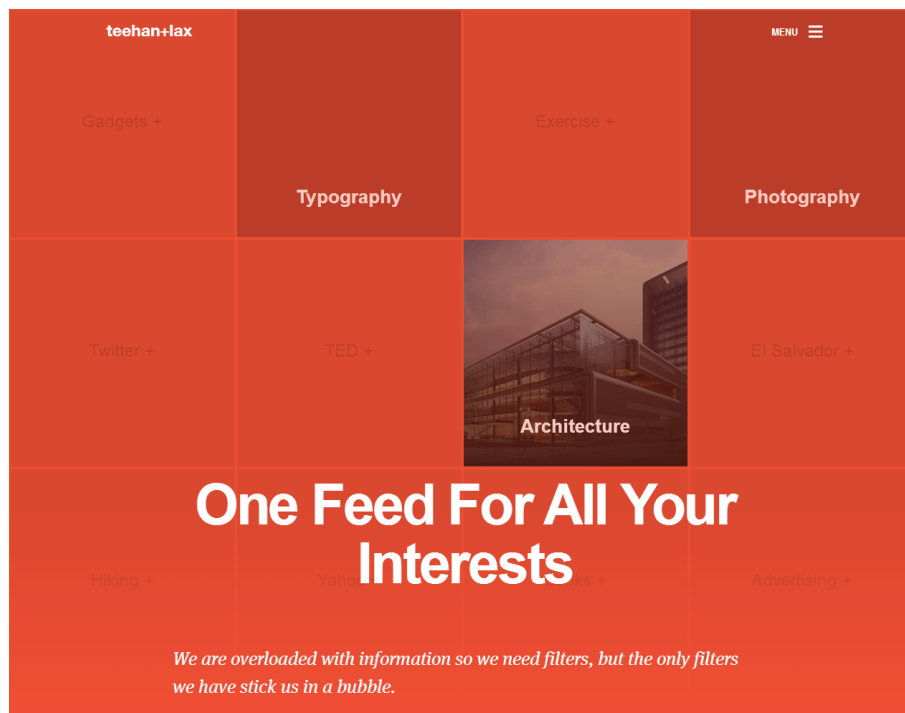 teehan+lax
MENU
Gadgets +
Exercise +
Typography
Photography
Twitter +
TED +
El Salvador +
Architecture
One Feed For All Your
Interests
Hiking +
Advertising +
We are overloaded with information so we need filters, but the only filters
we have stick us in a bubble.